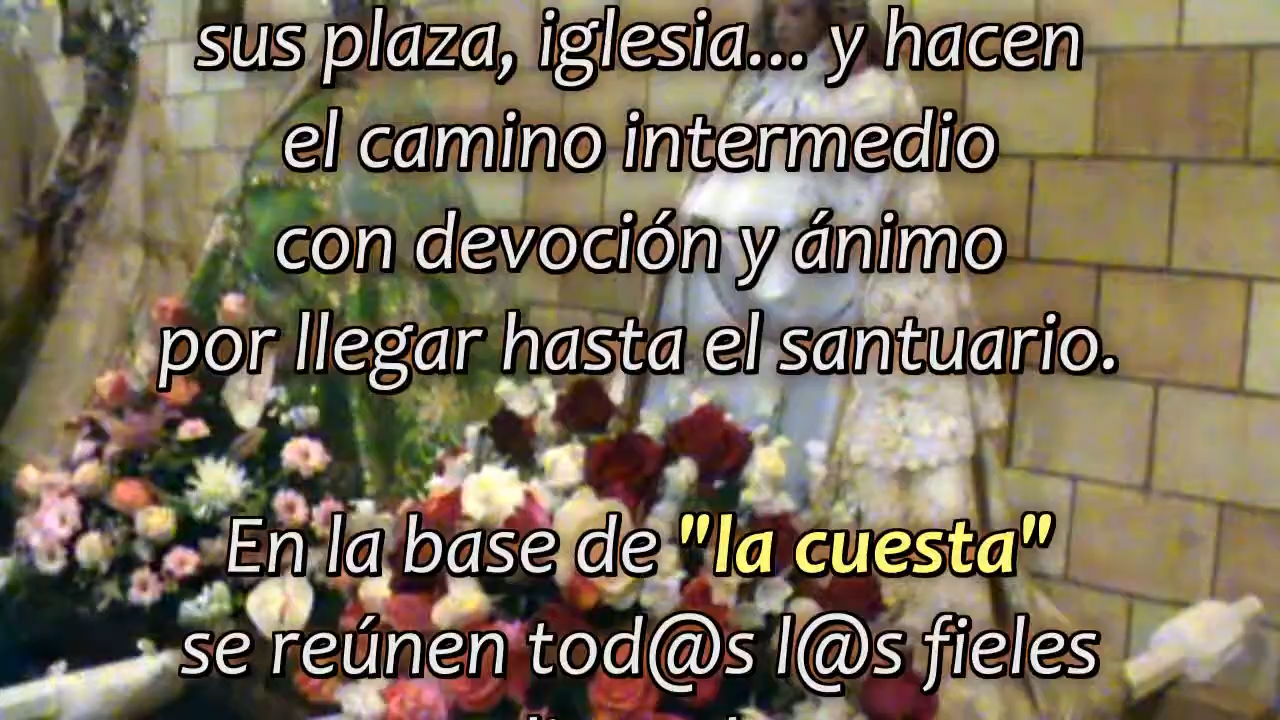 sus plaza, iglesia... y hacen
el camino intermedio
con devoción y ánimo
por llegar hasta el santuario.
En la base de "la cuesta"
se reúnen tod@s l@s fieles